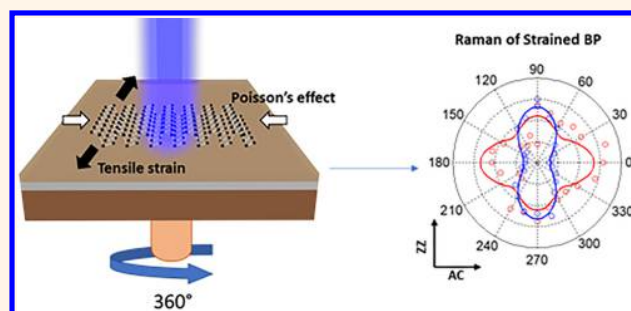 Raman of Strained BP
Poisson's effect
Tensile strain
360°
90
120
60
150
30
180
0
210
330
240
300
270
ZZ
AC